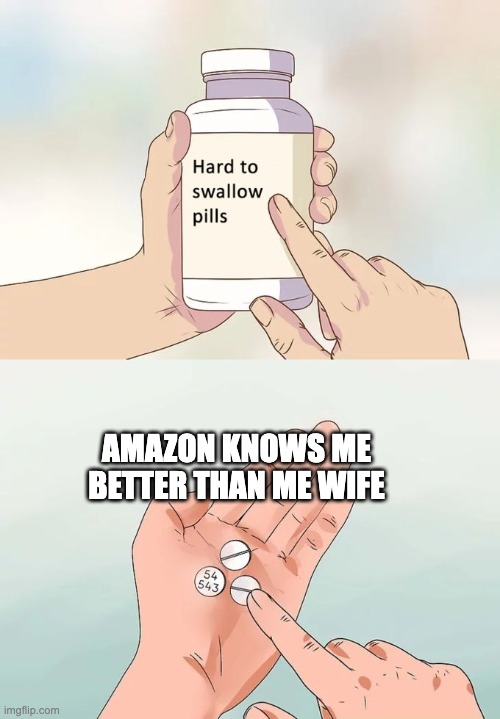 Hard to
swallow
pills
AMAZON KNOWS ME
BETTER THAN ME WIFE
54
543
imgflip.com